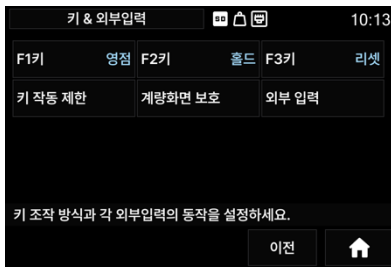 키 & 외부입력 10:13
F1키 영점 F2키 홀드 F3키 리셋
키 작동 제한 계량화면 보호 외부 입력
키 조작 방식과 각 외부입력의 동작을 설정하세요.
이전